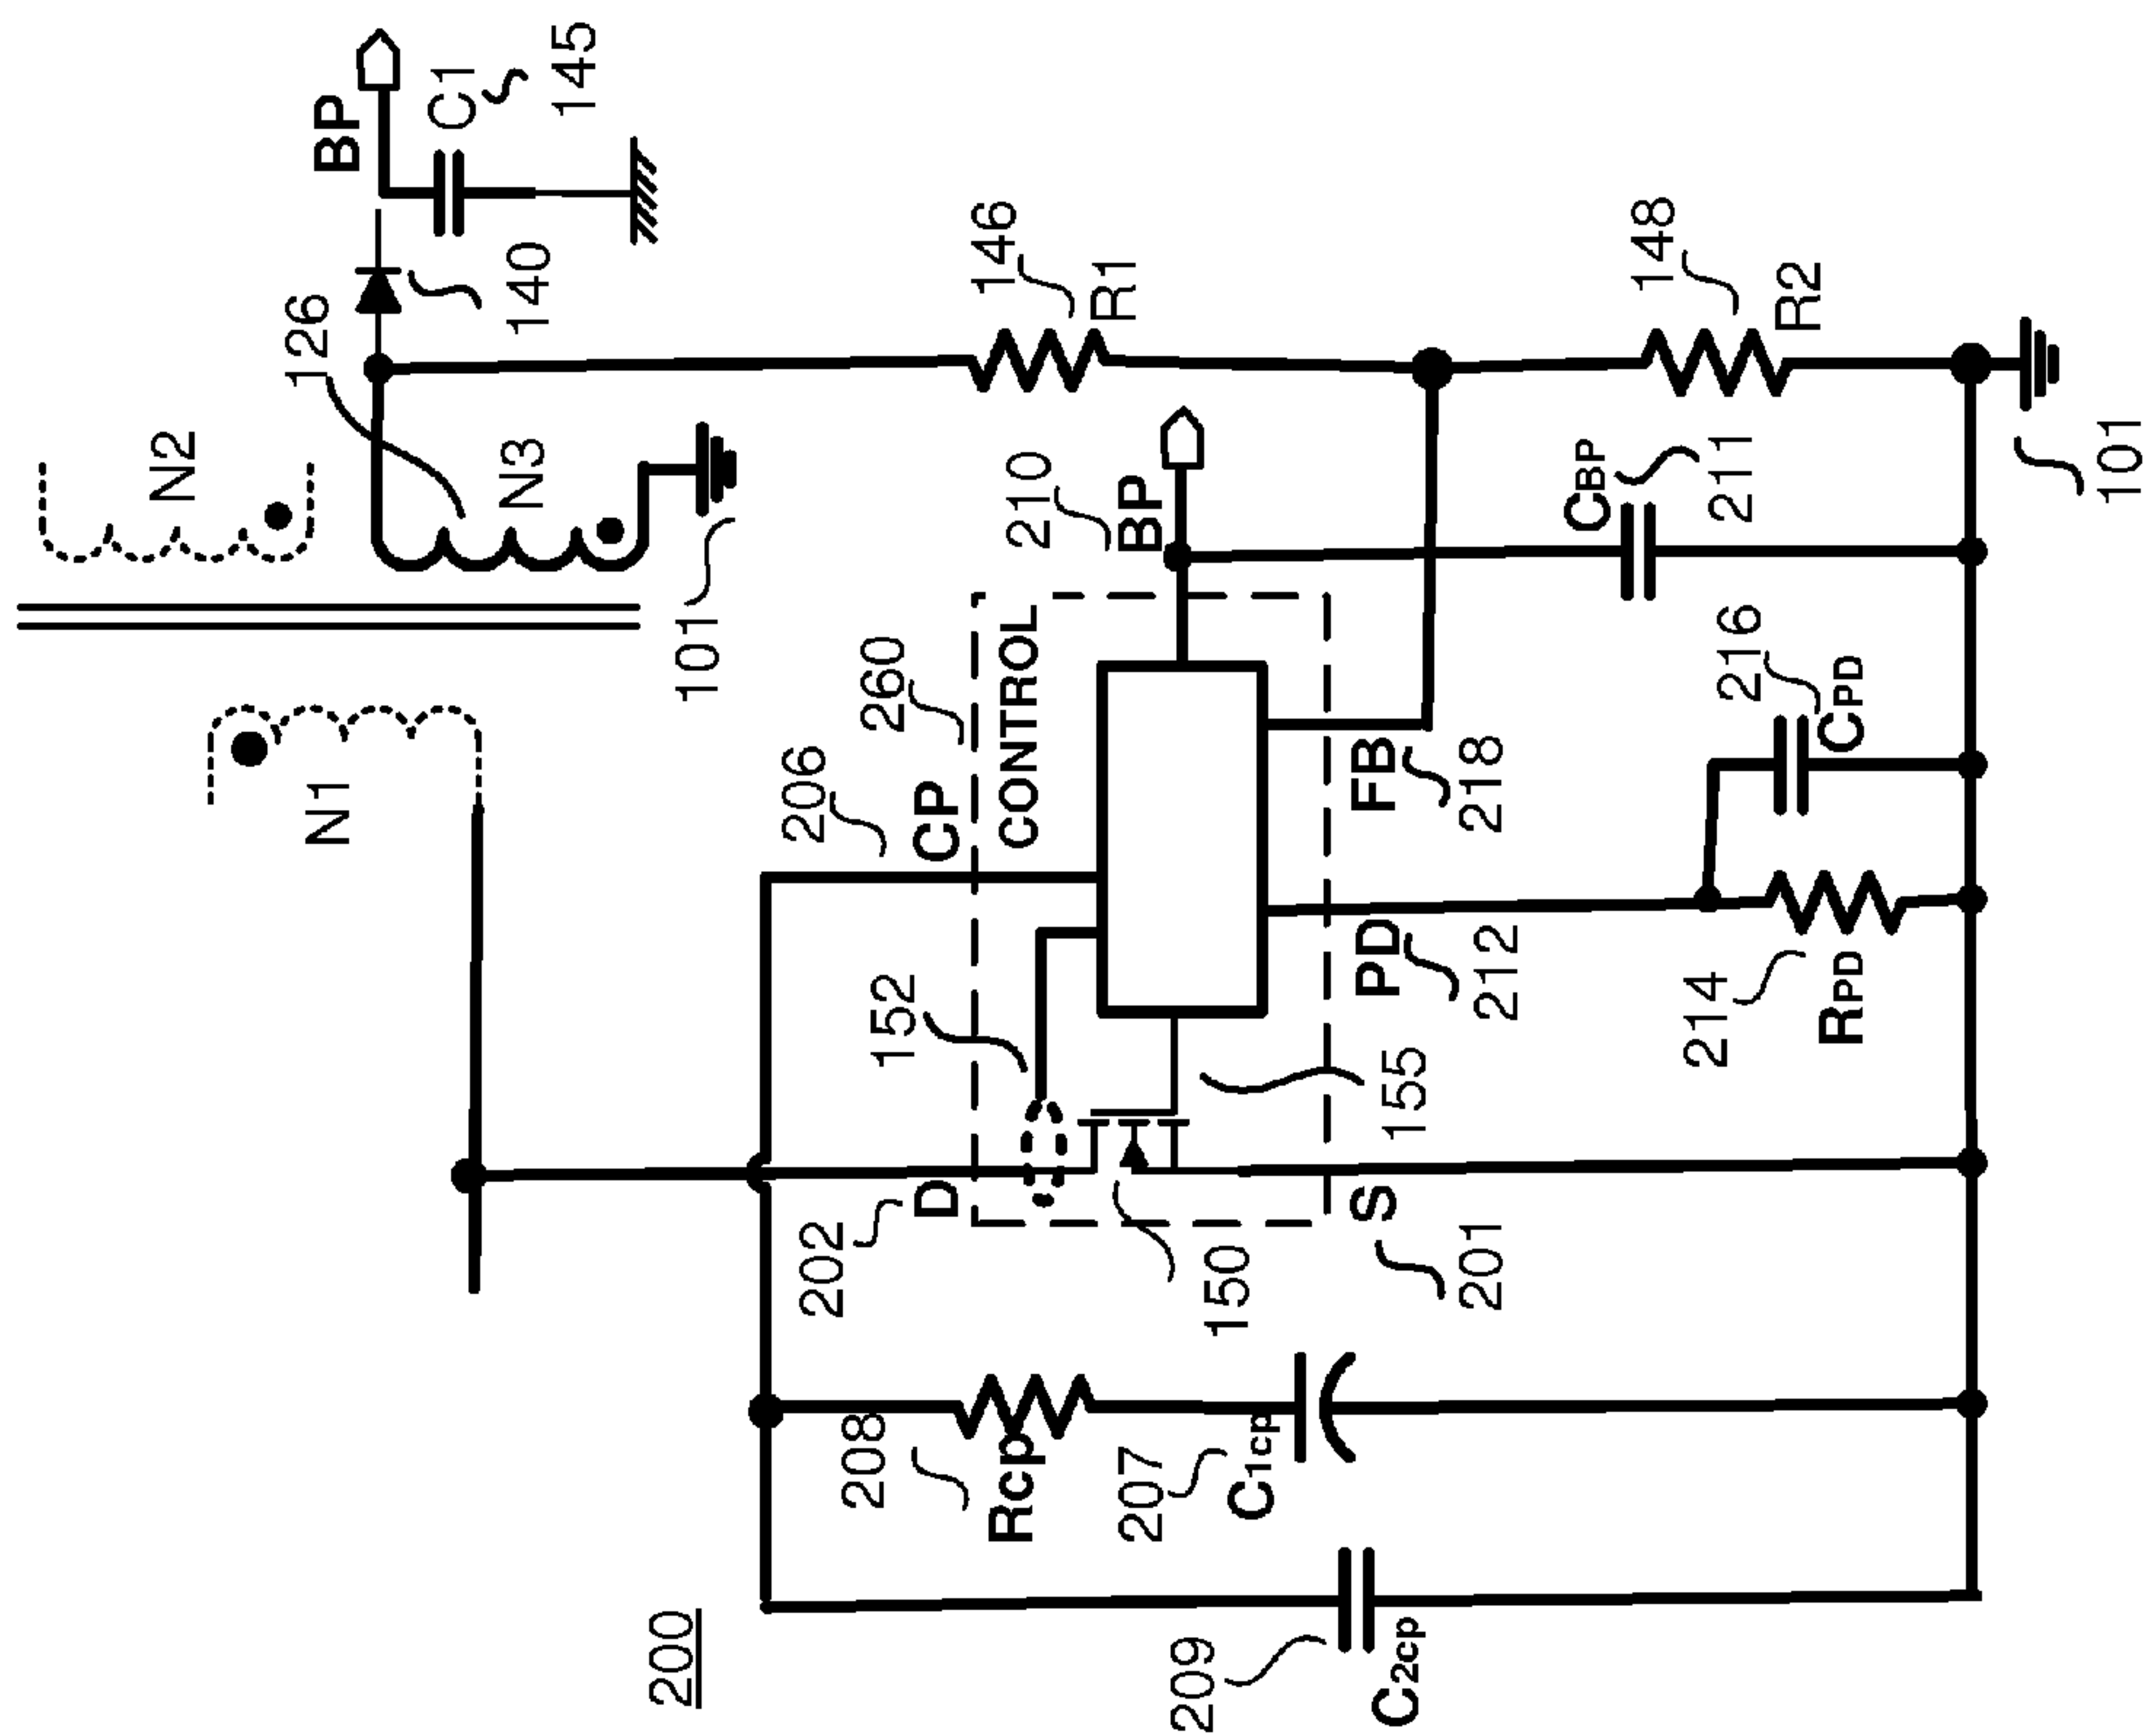 200
N1
N2
N3
126
140
BP
C1
145
101
202
D
152
206
CP
260
CONTROL
210
BP
146
R1
208
Rcp
207
C1cp
209
C2cp
150
S
201
155
PD
212
FB
218
214
RPD
216
CPD
CBP
211
148
R2
101